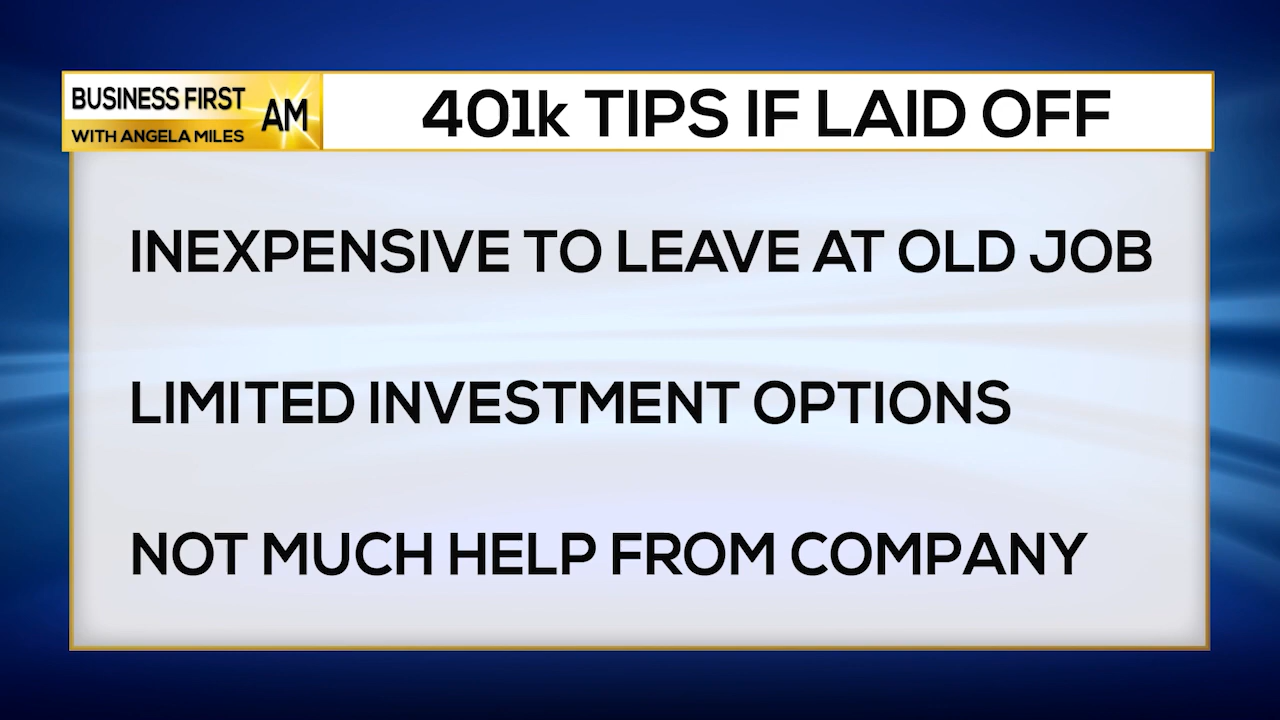 BUSINESS FIRST AM
WITH ANGELA MILES
401k TIPS IF LAID OFF
INEXPENSIVE TO LEAVE AT OLD JOB
LIMITED INVESTMENT OPTIONS
NOT MUCH HELP FROM COMPANY